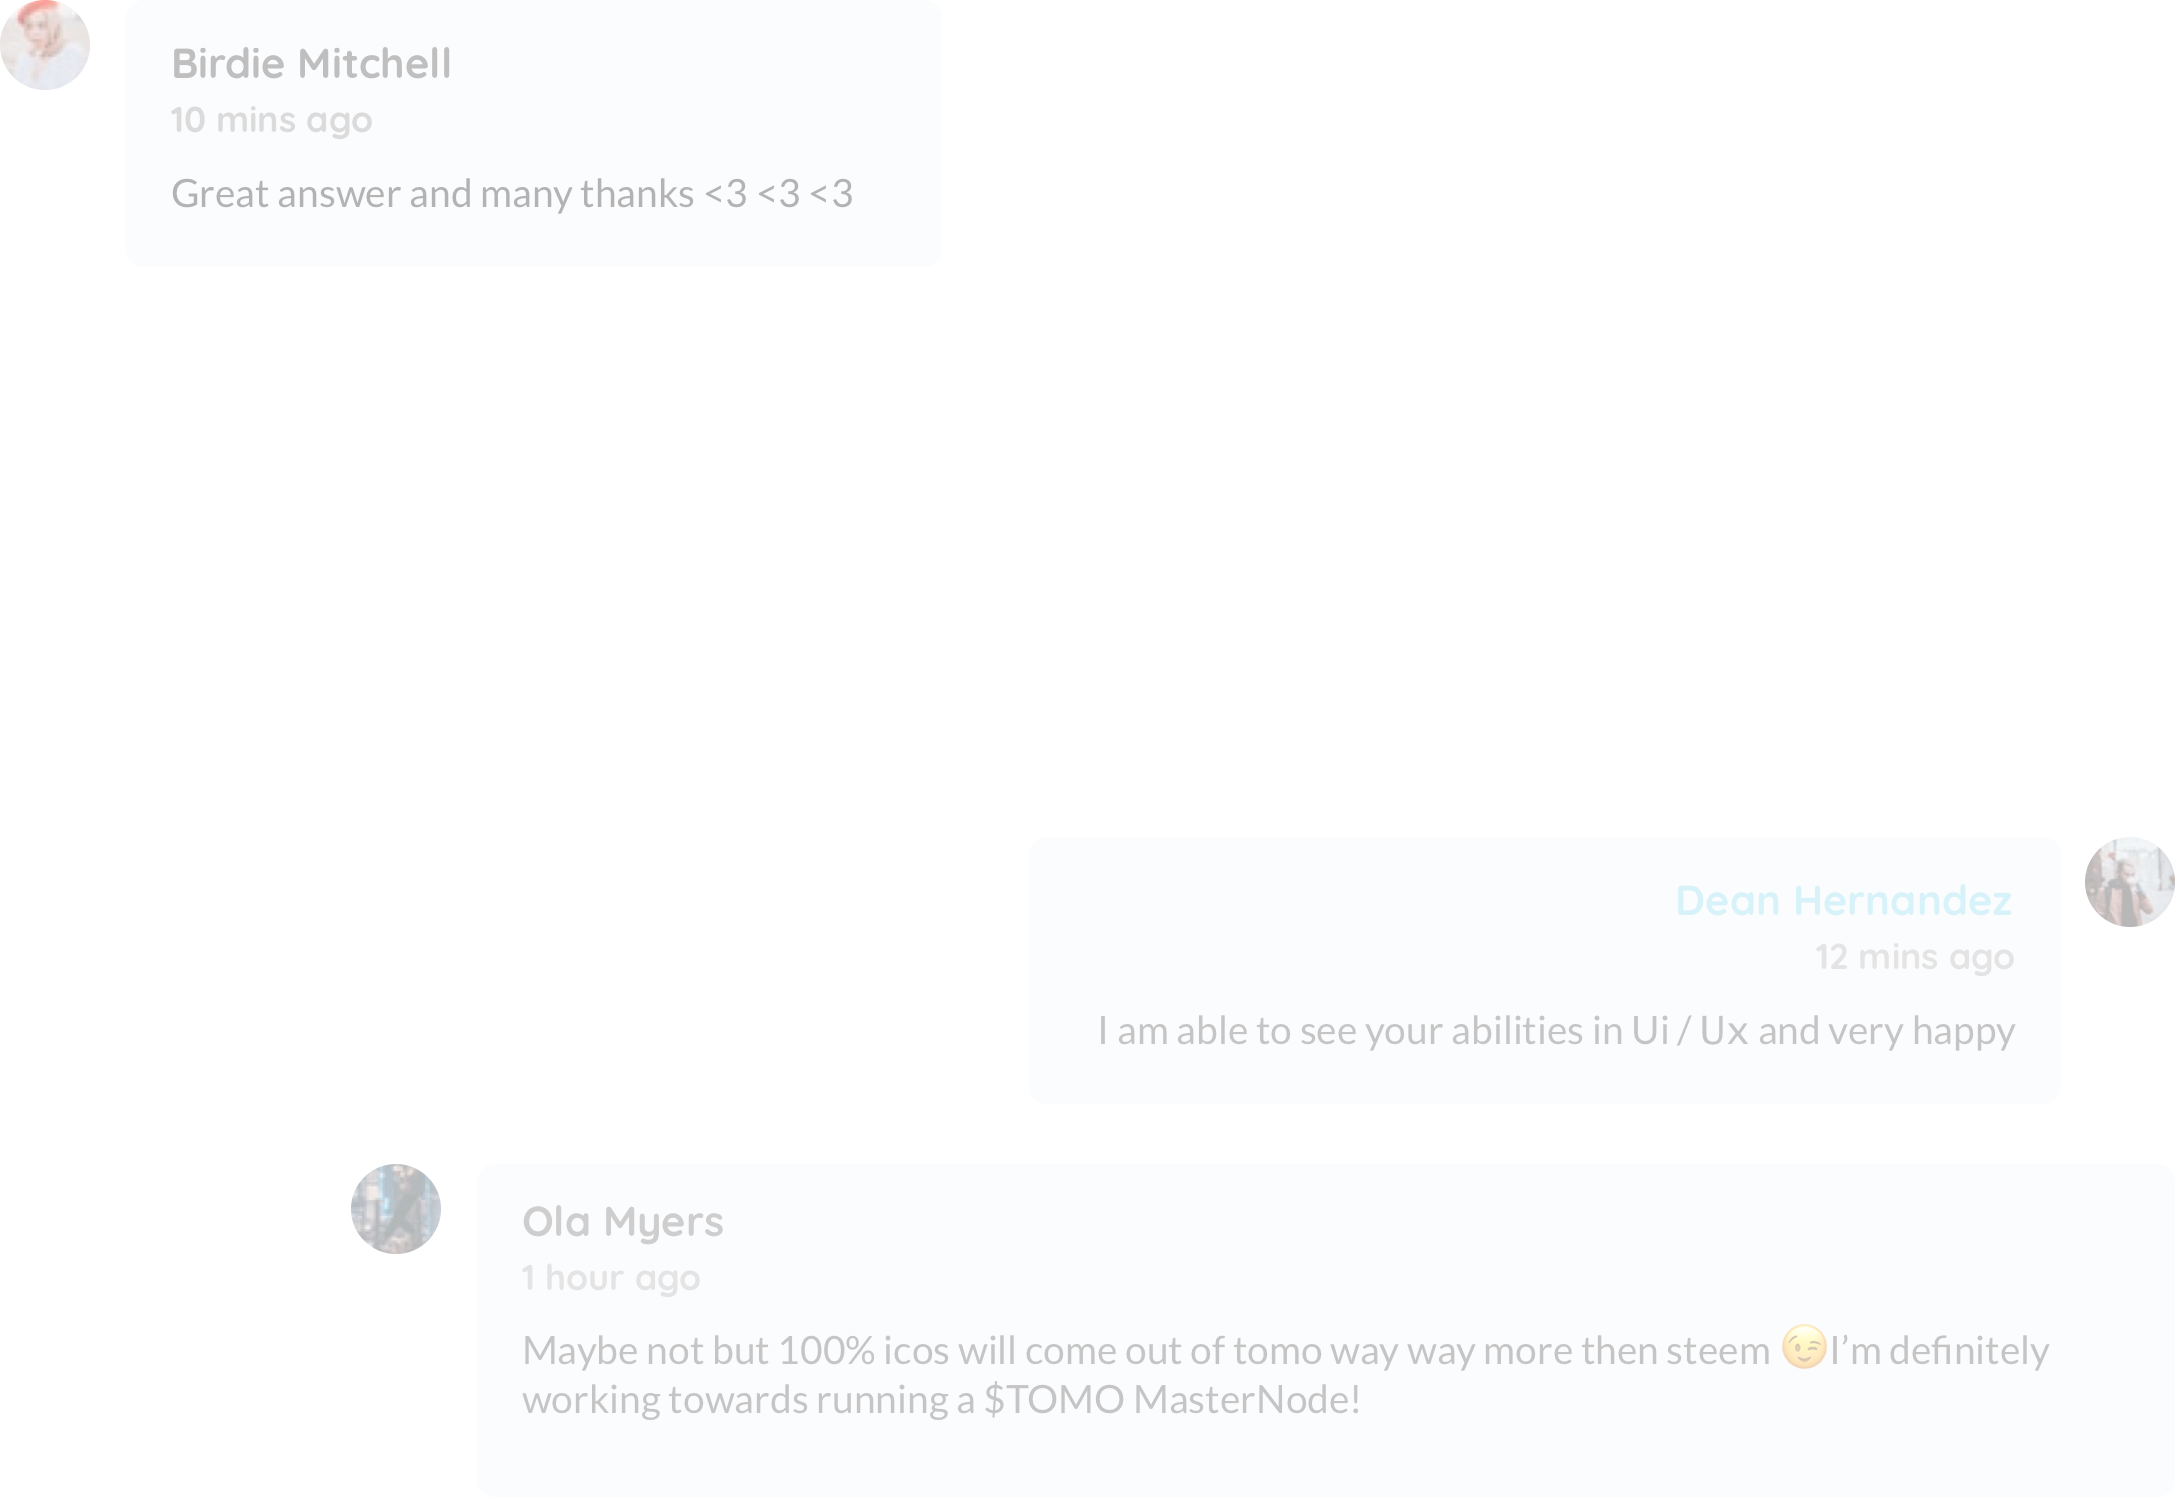 Birdie Mitchell
10 mins ago
Great answer and many thanks <3 <3 <3
Dean Hernandez
12 mins ago
I am able to see your abilities in Ui / Ux and very happy
Ola Myers
1 hour ago
Maybe not but 100% icos will come out of tomo way way more then steem 😉I’m definitely
working towards running a $TOMO MasterNode!